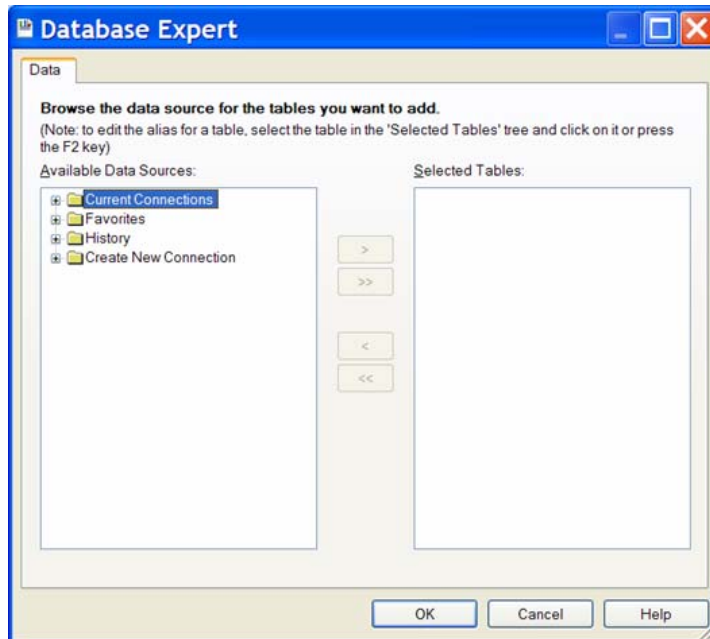 Database Expert
Data
Browse the data source for the tables you want to add.
(Note: to edit the alias for a table, select the table in the 'Selected Tables' tree and click on it or press
the F2 key)
Available Data Sources:
Selected Tables:
Current Connections
Favorites
History
Create New Connection
>
>>
<
<<
OK
Cancel
Help